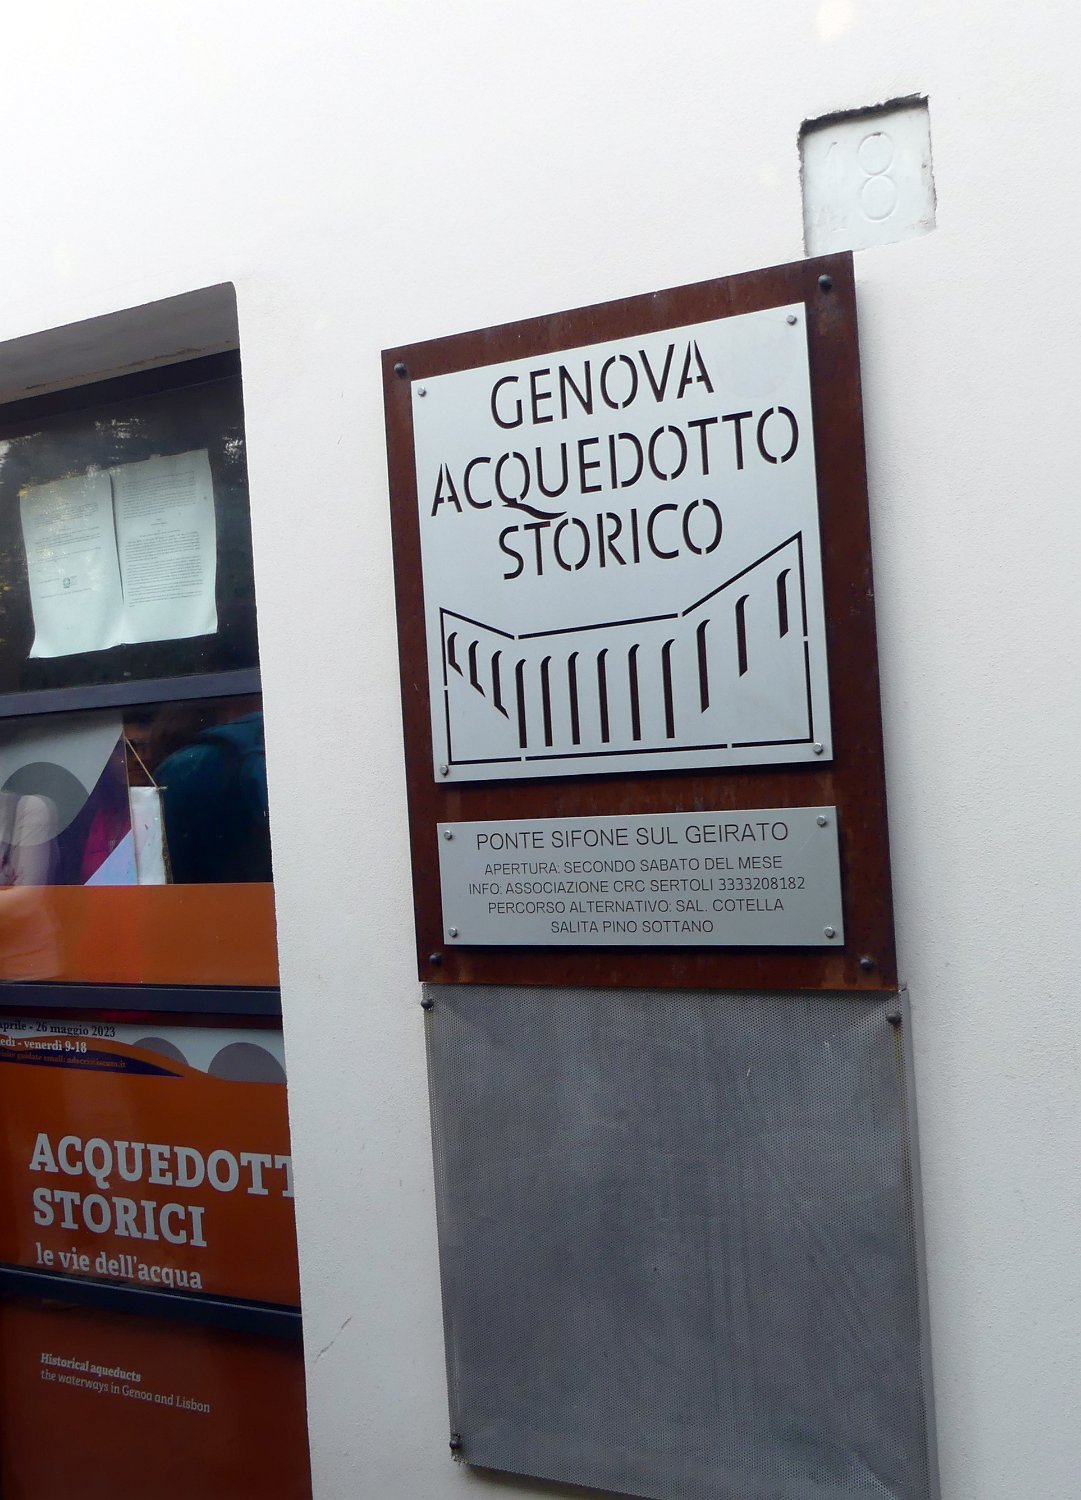 18
GENOVA
ACQUEDOTTO
STORICO
PONTE SIFONE SUL GEIRATO
APERTURA: SECONDO SABATO DEL MESE
INFO: ASSOCIAZIONE CRC SERTOLI 3333208182
PERCORSO ALTERNATIVO: SAL. COTELLA
SALITA PINO SOTTANO
aprile - 26 maggio 2023
edì - venerdì 9-18
ACQUEDOTT
STORICI
le vie dell'acqua
Historical aqueducts
the waterways in Genoa and Lisbon